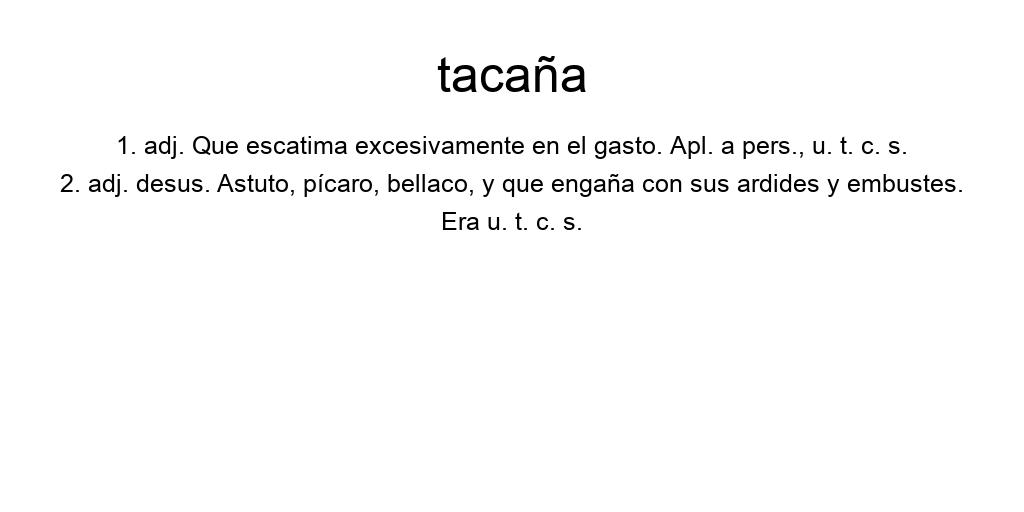 tacaña
1. adj. Que escatima excesivamente en el gasto. Apl. a pers., u. t. c. s.
2. adj. desus. Astuto, pícaro, bellaco, y que engaña con sus ardides y embustes.
Era u. t. c. s.